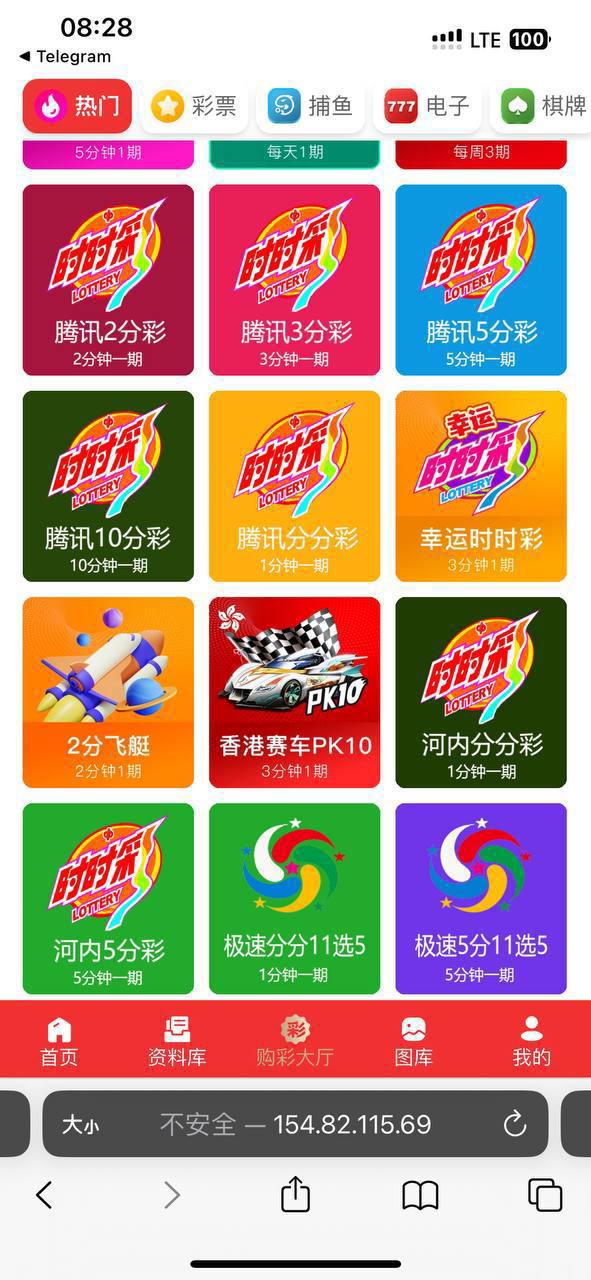 08:28
LTE 100
◀ Telegram
热门 彩票 捕鱼 777 电子 棋牌
5分钟1期 每天1期 每周3期
时时彩 时时彩 时时彩
LOTTERY LOTTERY LOTTERY
腾讯2分彩 腾讯3分彩 腾讯5分彩
2分钟一期 3分钟一期 5分钟一期
时时彩 时时彩 幸运 时时彩
LOTTERY LOTTERY LOTTERY
腾讯10分彩 腾讯分分彩 幸运时时彩
10分钟一期 1分钟一期 3分钟1期
PK10 时时彩
LOTTERY
2分飞艇 香港赛车PK10 河内分分彩
2分钟1期 3分钟1期 1分钟一期
时时彩
LOTTERY
河内5分彩 极速分分11选5 极速5分11选5
5分钟一期 1分钟一期 5分钟一期
彩
首页 资料库 购彩大厅 图库 我的
大小 不安全 — 154.82.115.69